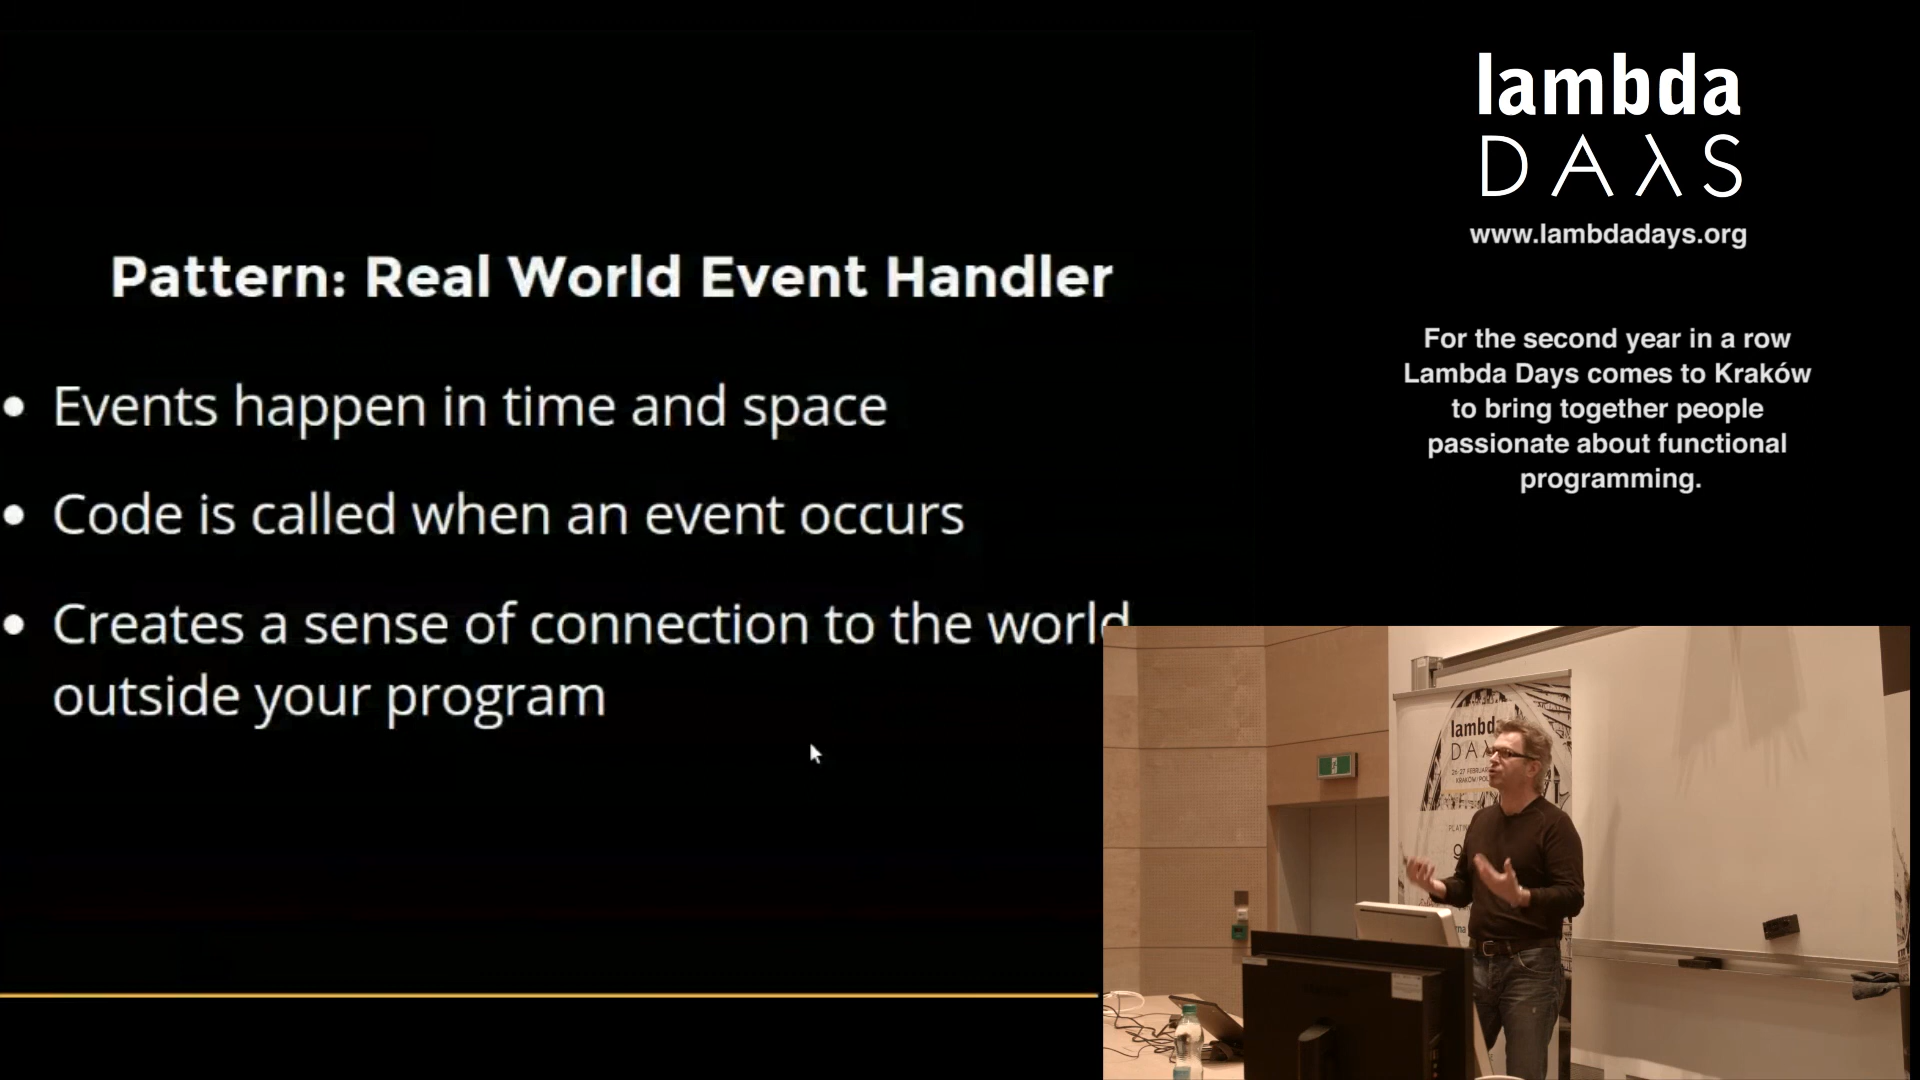 Pattern: Real World Event Handler
• Events happen in time and space
• Code is called when an event occurs
• Creates a sense of connection to the world
outside your program
lambda
DAλS
www.lambdadays.org
For the second year in a row
Lambda Days comes to Kraków
to bring together people
passionate about functional
programming.
lambd
DAλ